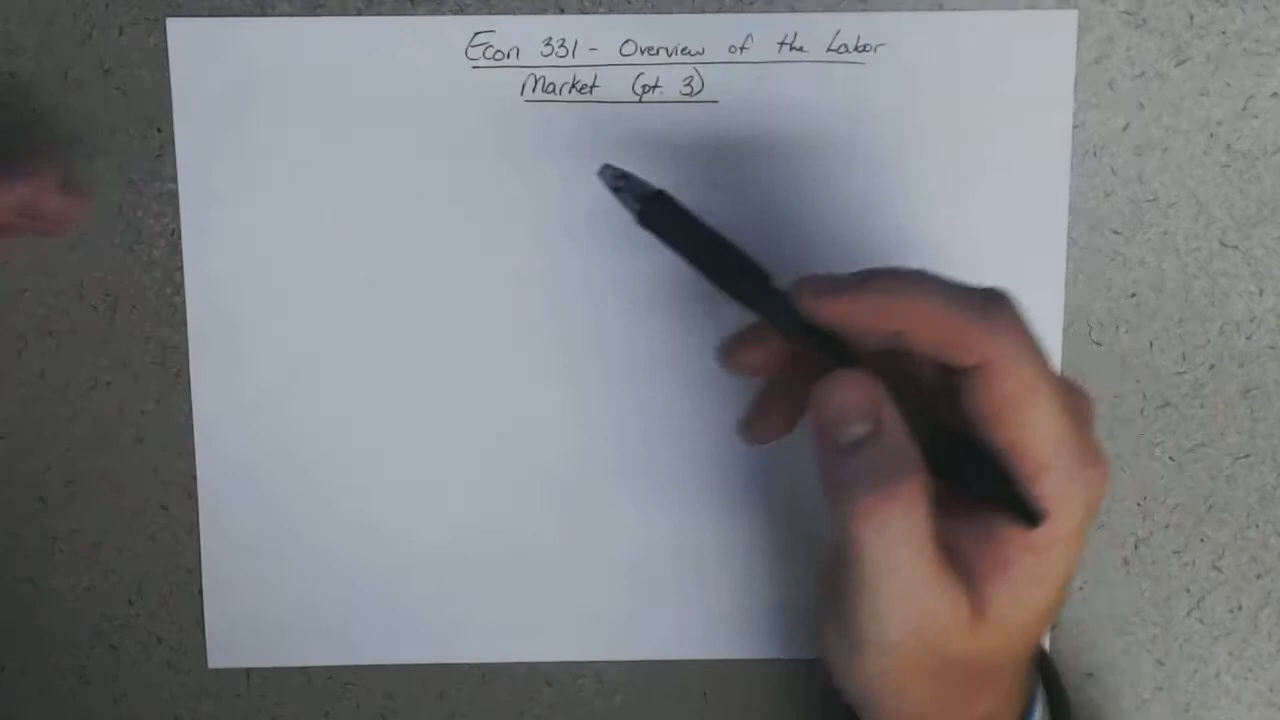 Econ 331 - Overview of the Labor
Market (pt. 3)